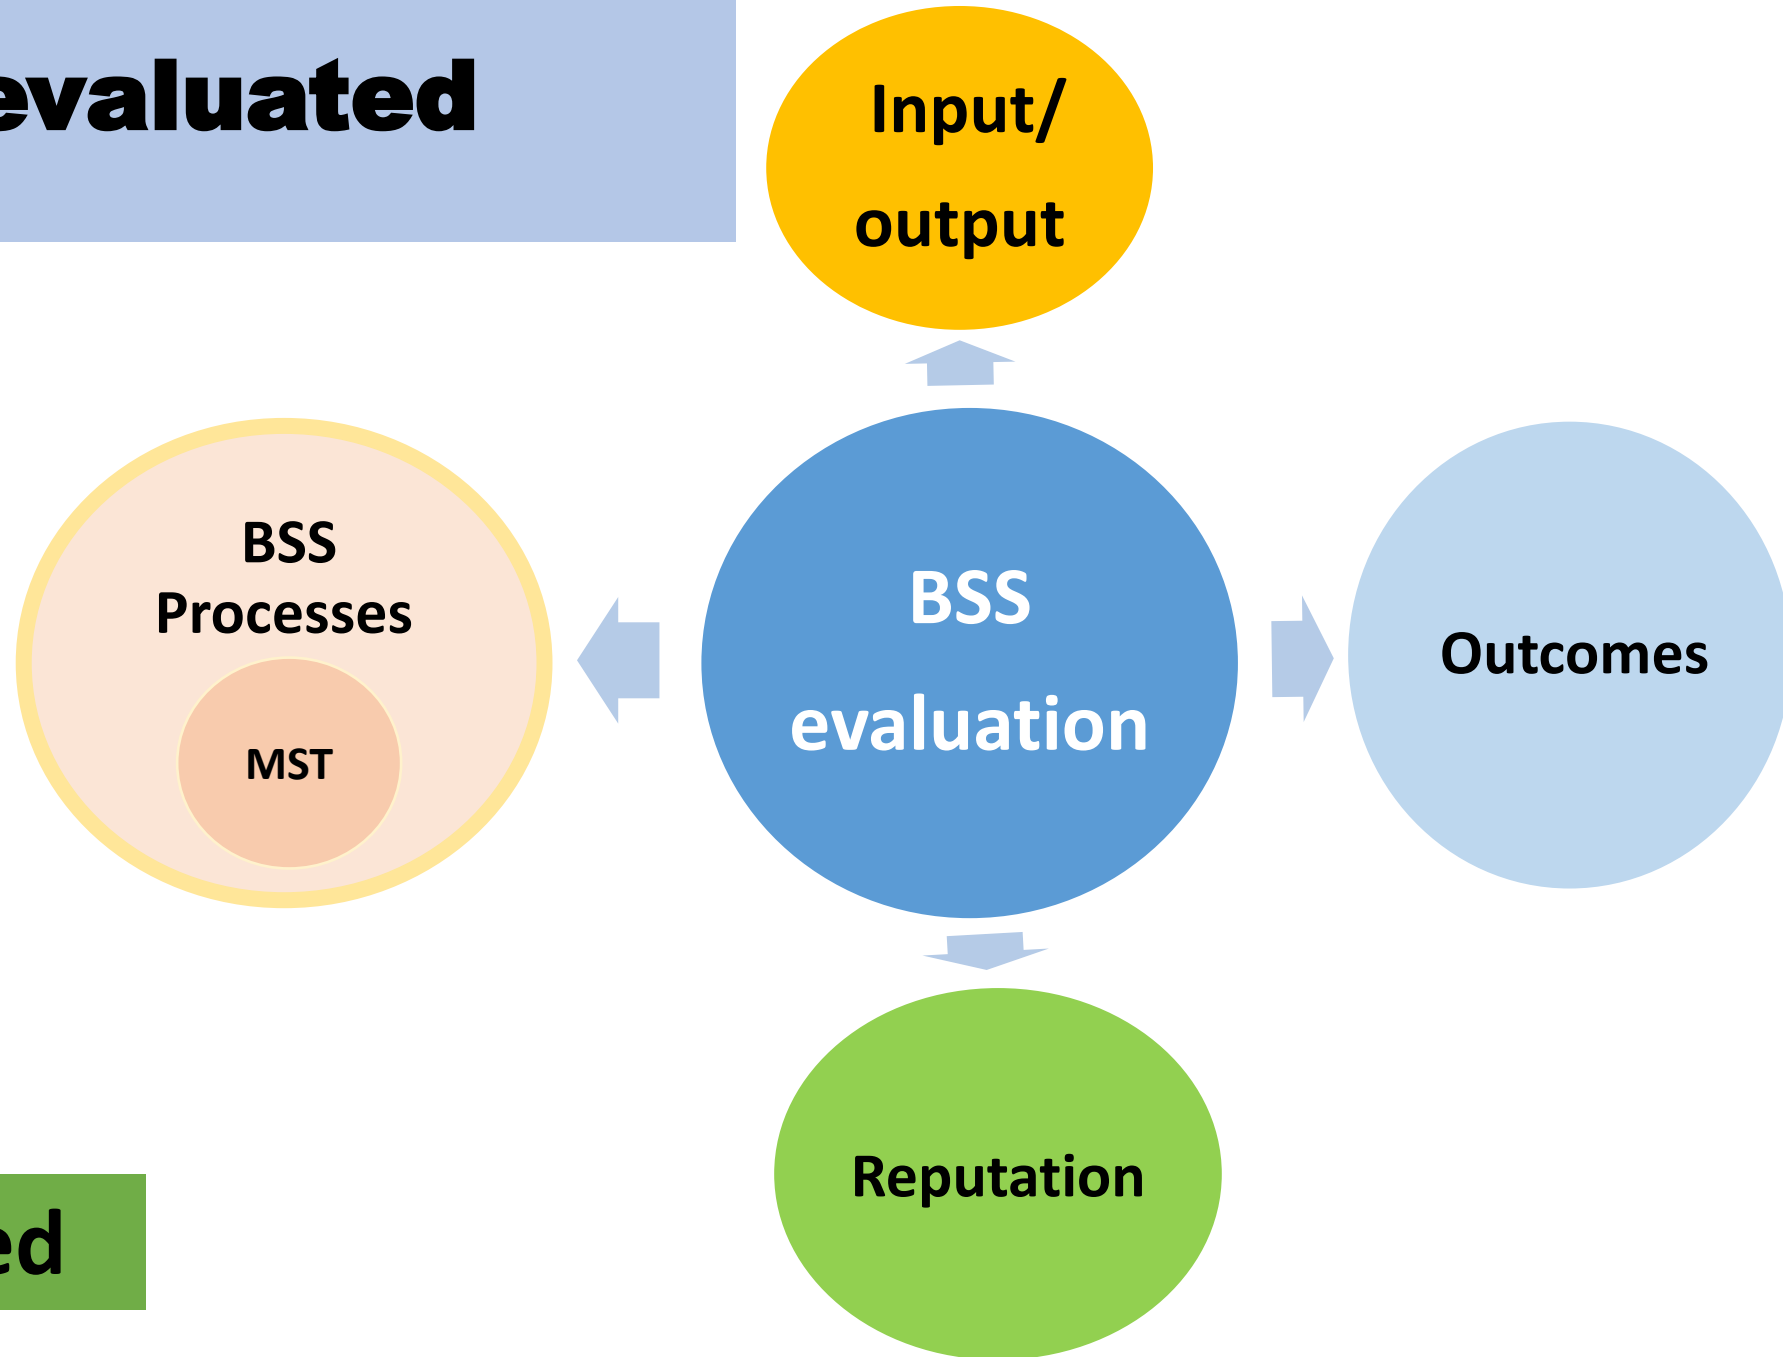 evaluated
Input/
output
BSS
Processes
MST
BSS
evaluation
Outcomes
Reputation
ed